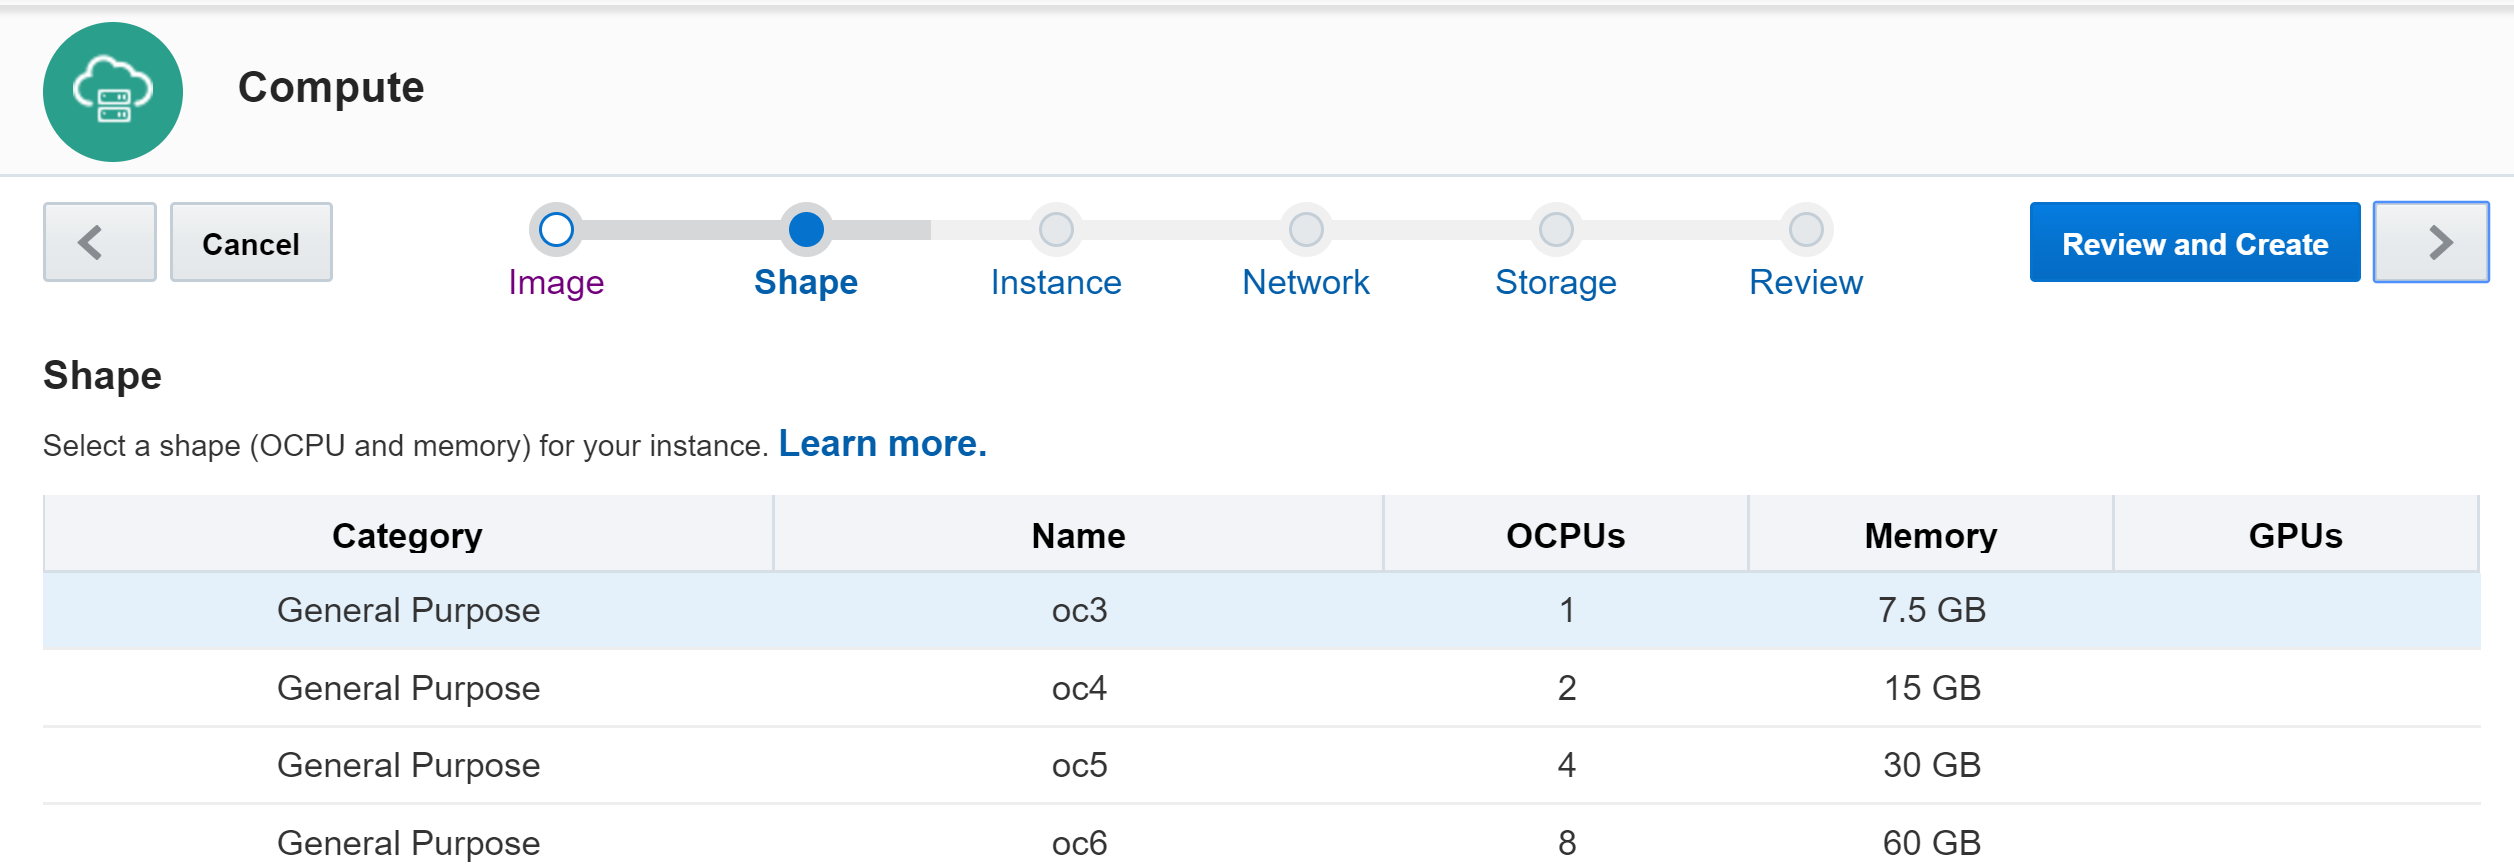 Compute
Cancel
Review and Create
Image Shape Instance Network Storage Review
Shape
Select a shape (OCPU and memory) for your instance. Learn more.
Category Name OCPUs Memory GPUs
General Purpose oc3 1 7.5 GB
General Purpose oc4 2 15 GB
General Purpose oc5 4 30 GB
General Purpose oc6 8 60 GB